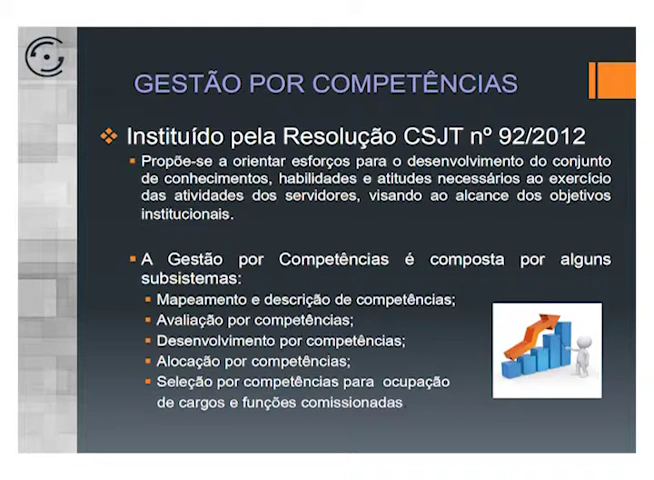 GESTÃO POR COMPETÊNCIAS
Instituído pela Resolução CSJT nº 92/2012
Propõe-se a orientar esforços para o desenvolvimento do conjunto
de conhecimentos, habilidades e atitudes necessários ao exercício
das atividades dos servidores, visando ao alcance dos objetivos
institucionais.
A Gestão por Competências é composta por alguns
subsistemas:
Mapeamento e descrição de competências;
Avaliação por competências;
Desenvolvimento por competências;
Alocação por competências;
Seleção por competências para ocupação
de cargos e funções comissionadas